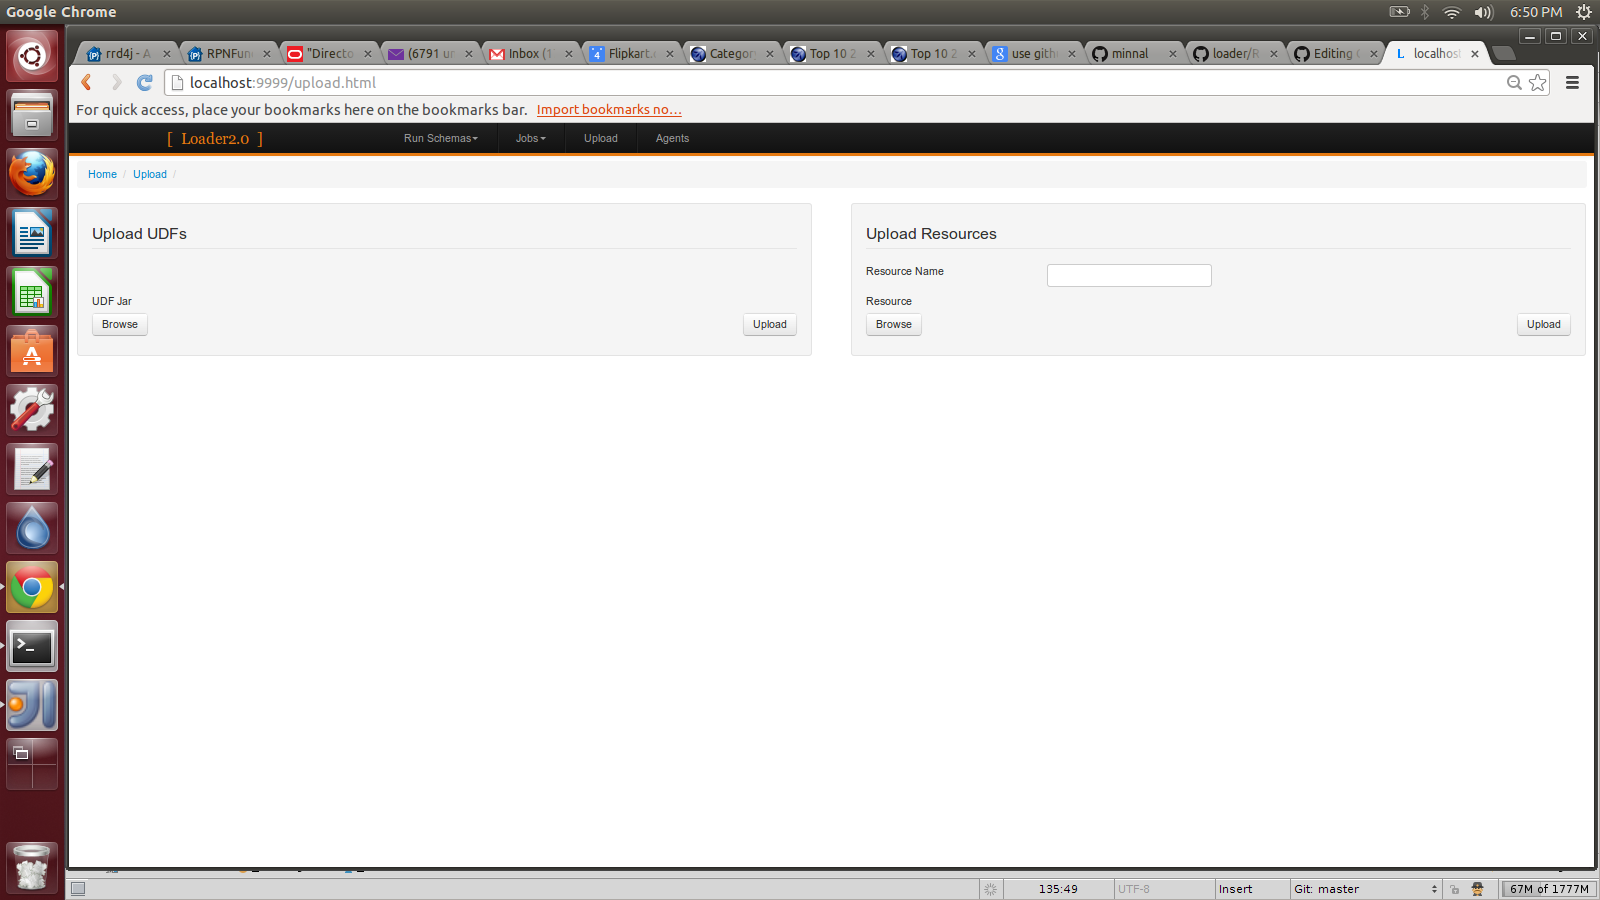 Google Chrome
6:50 PM
rrd4j - A
RPNFun
"Directo
(6791 un
Inbox (1
Flipkart.
Category
Top 10 2
Top 10 2
use gith
minnal
loader/R
Editing
localhost
localhost:9999/upload.html
For quick access, place your bookmarks here on the bookmarks bar. Import bookmarks no...
[ Loader2.0 ]
Run Schemas
Jobs
Upload
Agents
Home / Upload /
Upload UDFs
UDF Jar
Browse
Upload
Upload Resources
Resource Name
Resource
Browse
Upload
135:49
UTF-8
Insert
Git: master
67M of 1777M